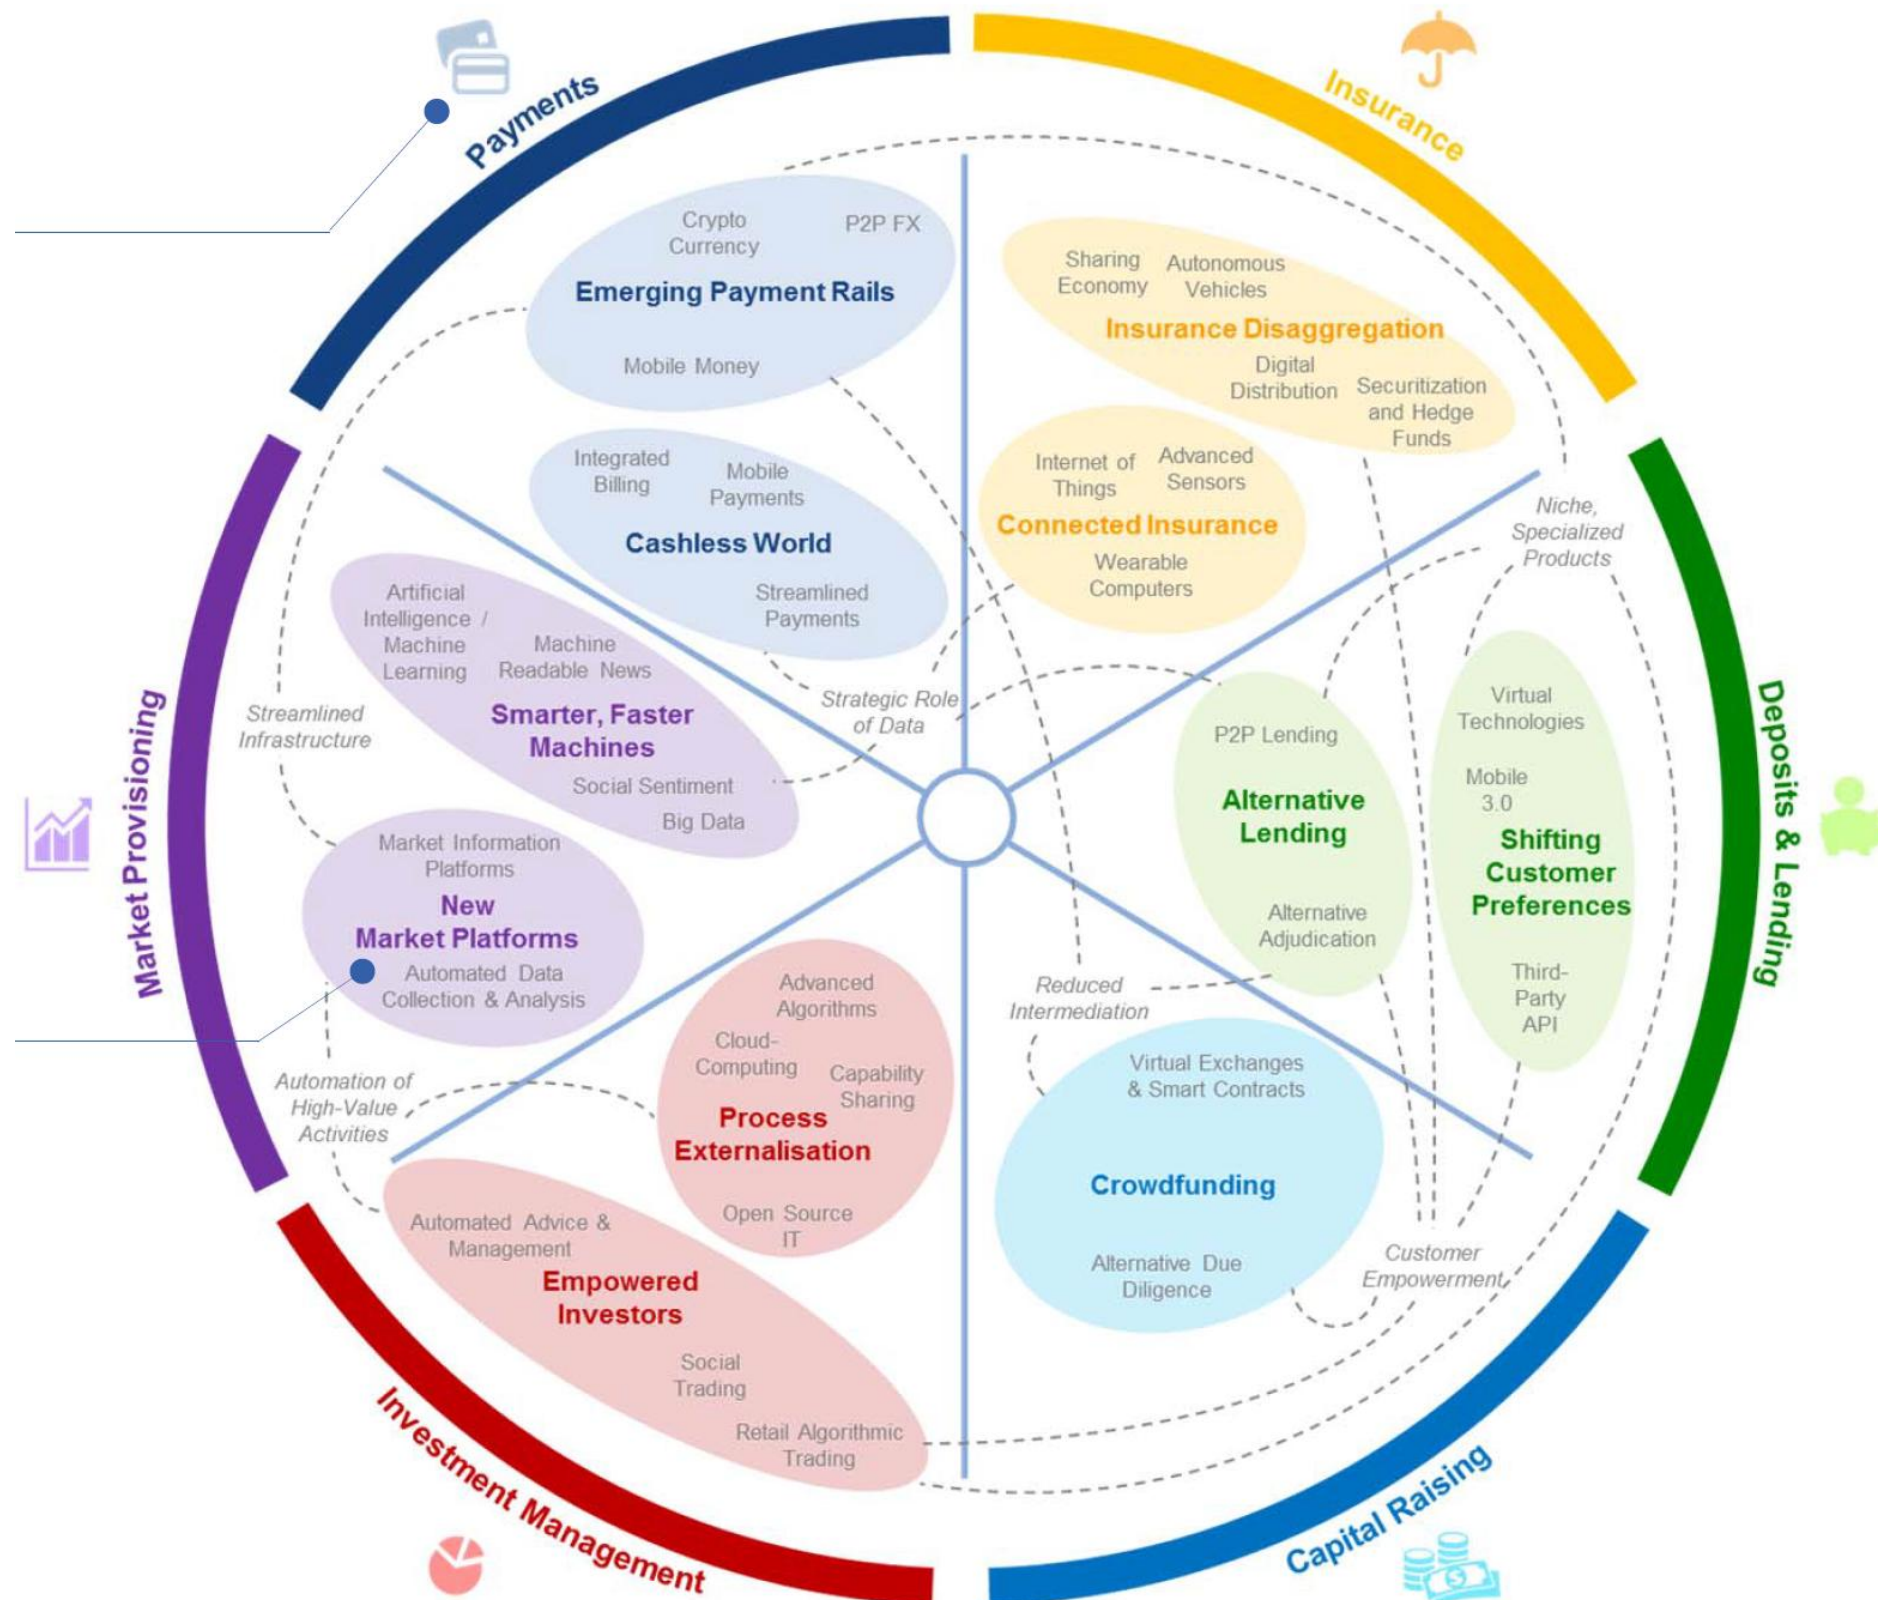 Payments
Insurance
Crypto
Currency
P2P FX
Emerging Payment Rails
Mobile Money
Sharing
Economy
Autonomous
Vehicles
Insurance Disaggregation
Digital
Distribution
Securitization
and Hedge
Funds
Integrated
Billing
Mobile
Payments
Cashless World
Streamlined
Payments
Internet of
Things
Advanced
Sensors
Connected Insurance
Wearable
Computers
Niche,
Specialized
Products
Artificial
Intelligence /
Machine
Learning
Machine
Readable News
Smarter, Faster
Machines
Social Sentiment
Big Data
Strategic Role
of Data
Streamlined
Infrastructure
Market Provisioning
Market Information
Platforms
New
Market Platforms
Automated Data
Collection & Analysis
P2P Lending
Alternative
Lending
Alternative
Adjudication
Virtual
Technologies
Mobile
3.0
Shifting
Customer
Preferences
Third-
Party
API
Deposits & Lending
Automation of
High-Value
Activities
Advanced
Algorithms
Cloud-
Computing
Capability
Sharing
Process
Externalisation
Open Source
IT
Reduced
Intermediation
Virtual Exchanges
& Smart Contracts
Crowdfunding
Alternative Due
Diligence
Customer
Empowerment
Automated Advice &
Management
Empowered
Investors
Social
Trading
Retail Algorithmic
Trading
Investment Management
Capital Raising